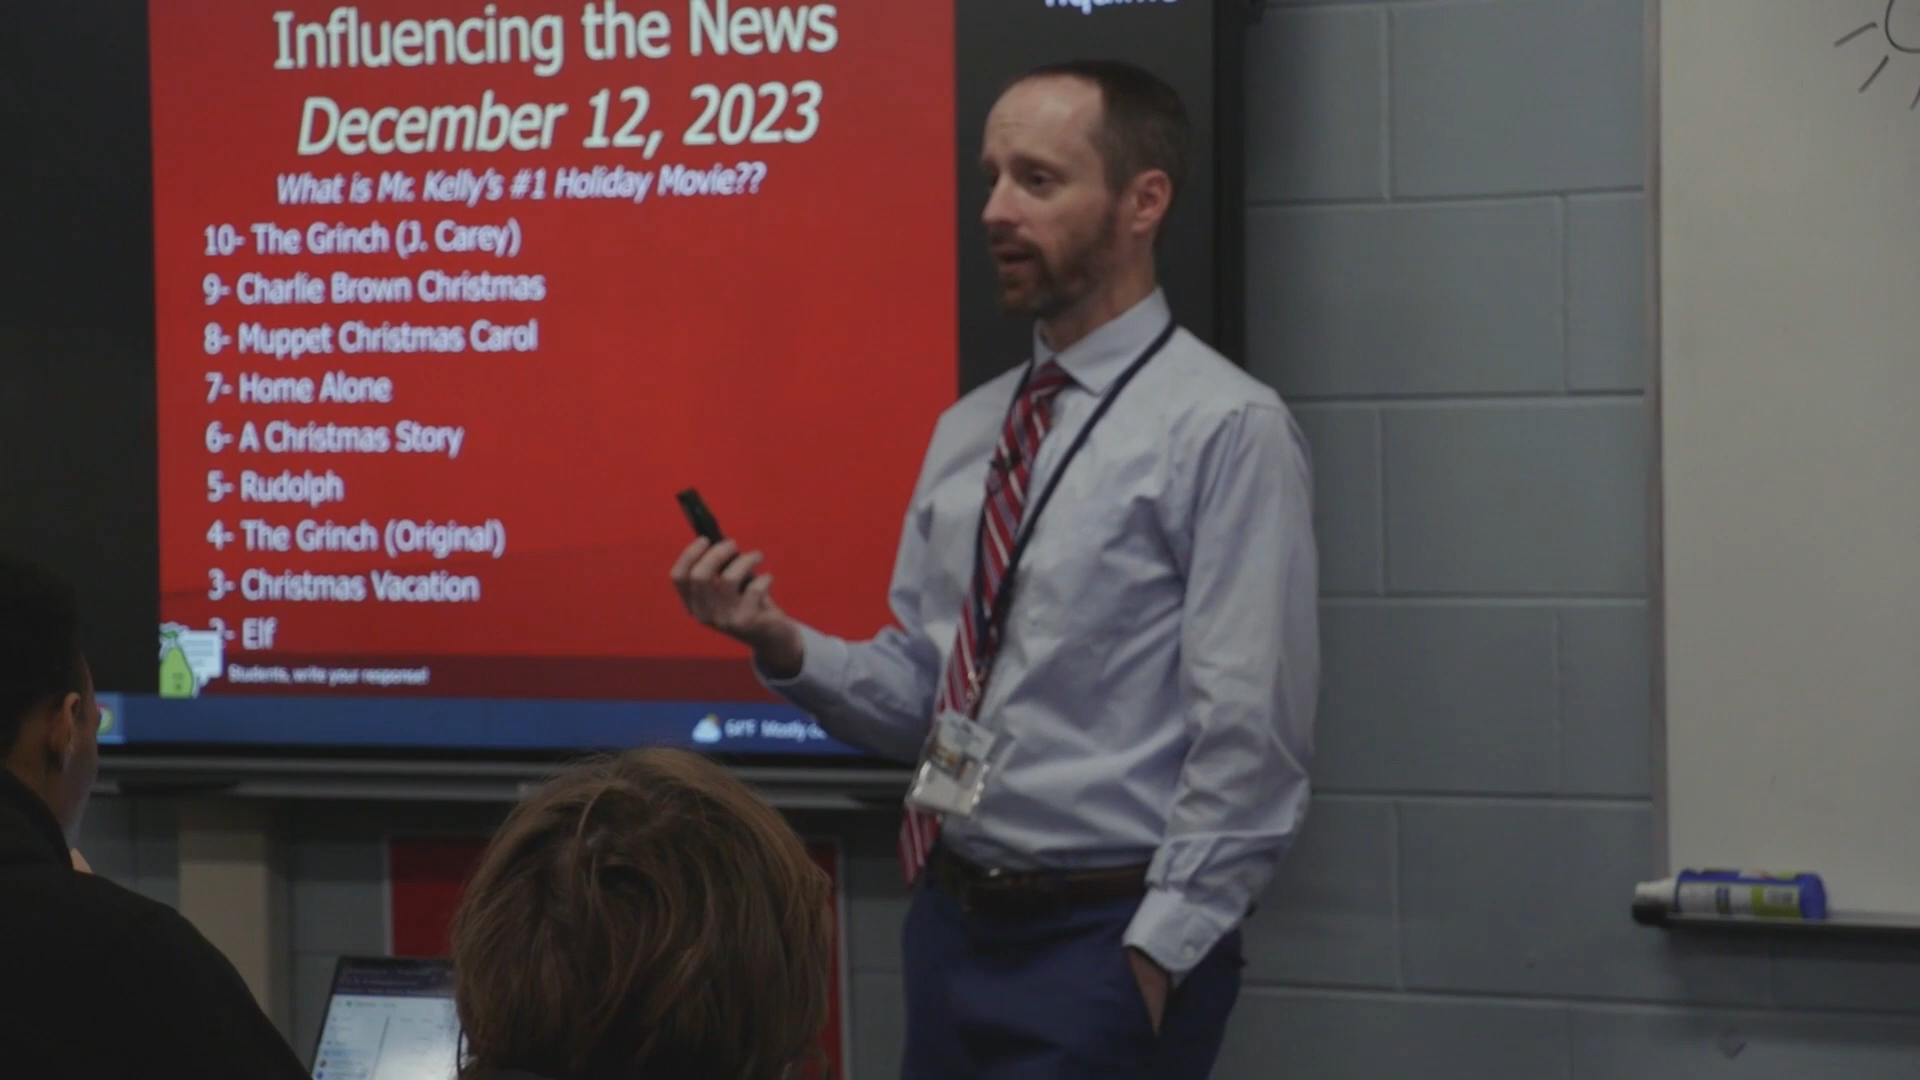 Influencing the News
December 12, 2023
What is Mr. Kelly's #1 Holiday Movie??
10- The Grinch (J. Carey)
9- Charlie Brown Christmas
8- Muppet Christmas Carol
7- Home Alone
6- A Christmas Story
5- Rudolph
4- The Grinch (Original)
3- Christmas Vacation
2- Elf
Students, write your response!
Mostly